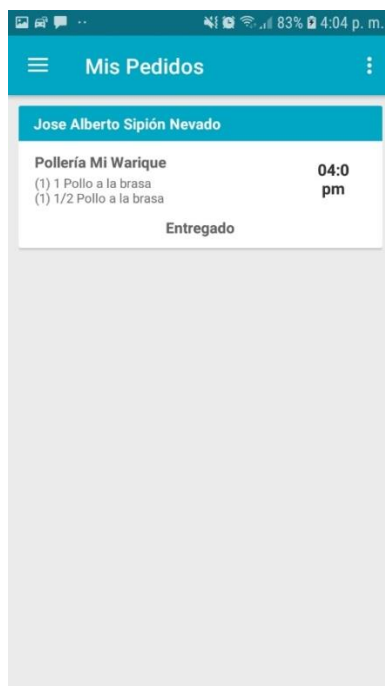 83% 4:04 p. m.
Mis Pedidos
Jose Alberto Sipión Nevado
Pollería Mi Warique
(1) 1 Pollo a la brasa
(1) 1/2 Pollo a la brasa
04:0
pm
Entregado